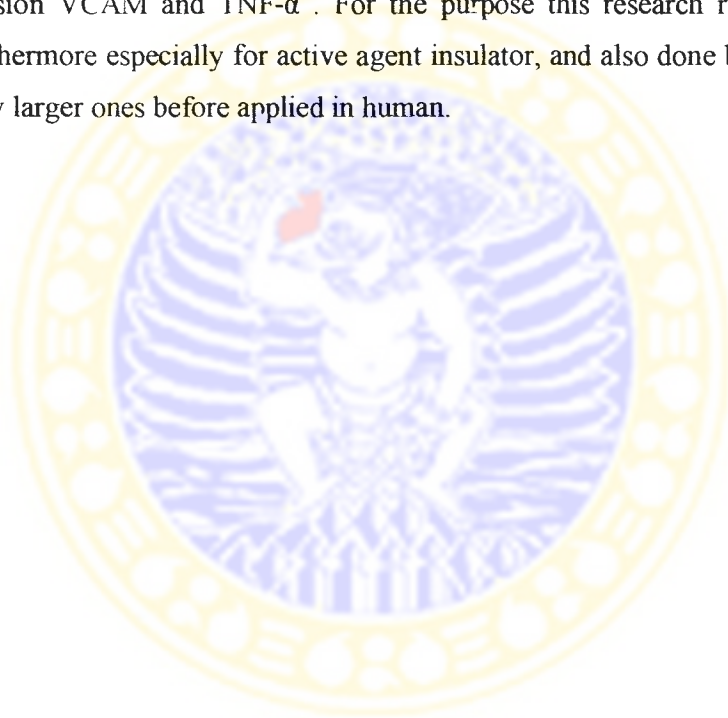 sion VCAM and TNF-α . For the purpose this research r
hermore especially for active agent insulator, and also done b
larger ones before applied in human.